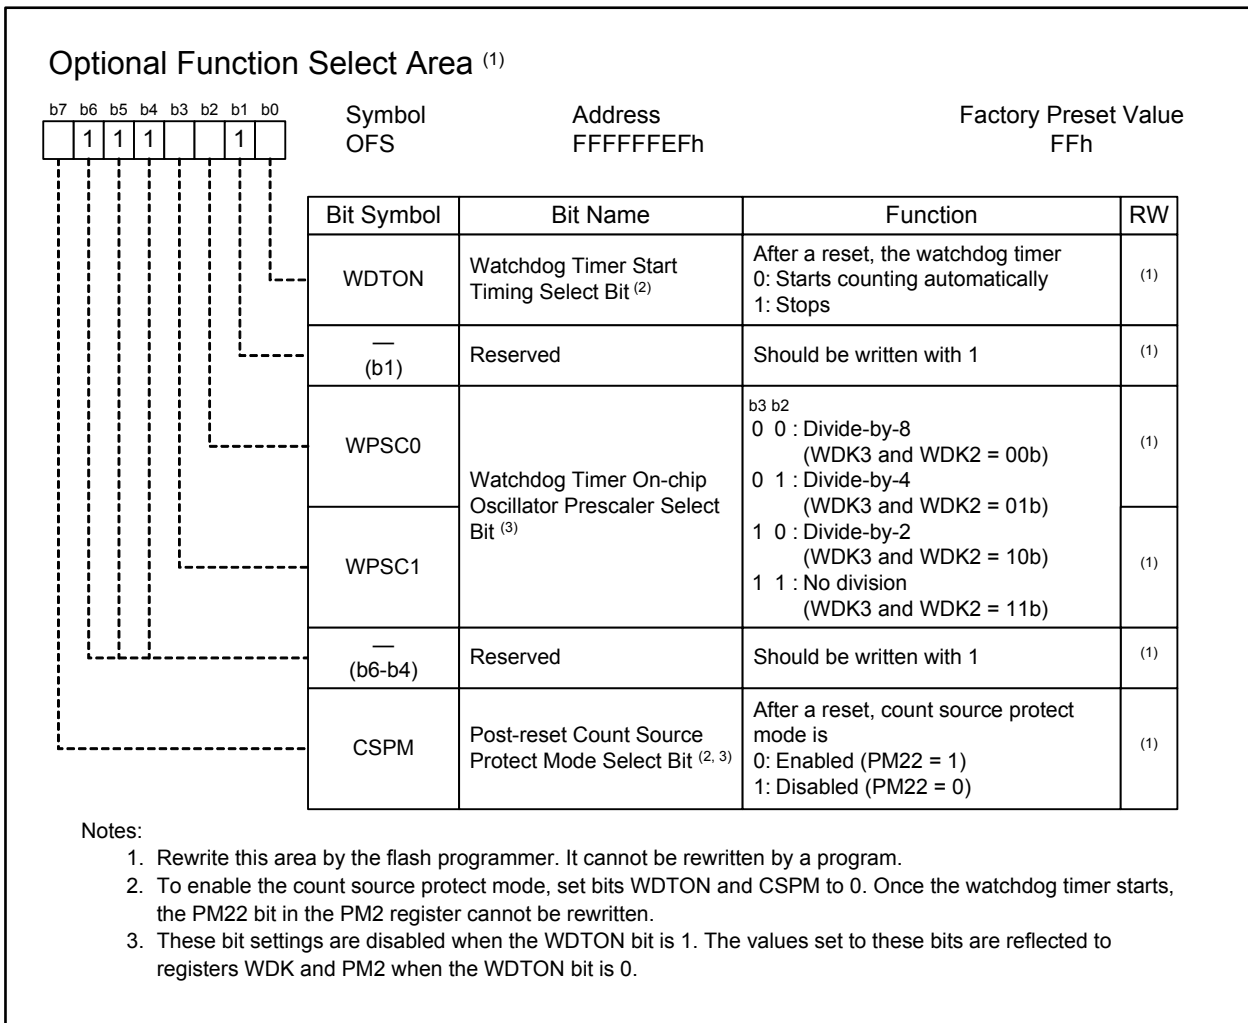 Optional Function Select Area (1)
b7 b6 b5 b4 b3 b2 b1 b0
1 1 1 1
Symbol Address Factory Preset Value
OFS FFFFFFEFh FFh
Bit Symbol Bit Name Function RW
WDTON
Watchdog Timer Start
Timing Select Bit (2)
After a reset, the watchdog timer
0: Starts counting automatically
1: Stops
(1)
—
(b1)
Reserved
Should be written with 1
(1)
WPSC0
WPSC1
Watchdog Timer On-chip
Oscillator Prescaler Select
Bit (3)
b3 b2
0 0 : Divide-by-8
(WDK3 and WDK2 = 00b)
0 1 : Divide-by-4
(WDK3 and WDK2 = 01b)
1 0 : Divide-by-2
(WDK3 and WDK2 = 10b)
1 1 : No division
(WDK3 and WDK2 = 11b)
(1)
(1)
—
(b6-b4)
Reserved
Should be written with 1
(1)
CSPM
Post-reset Count Source
Protect Mode Select Bit (2, 3)
After a reset, count source protect
mode is
0: Enabled (PM22 = 1)
1: Disabled (PM22 = 0)
(1)
Notes:
1. Rewrite this area by the flash programmer. It cannot be rewritten by a program.
2. To enable the count source protect mode, set bits WDTON and CSPM to 0. Once the watchdog timer starts,
the PM22 bit in the PM2 register cannot be rewritten.
3. These bit settings are disabled when the WDTON bit is 1. The values set to these bits are reflected to
registers WDK and PM2 when the WDTON bit is 0.